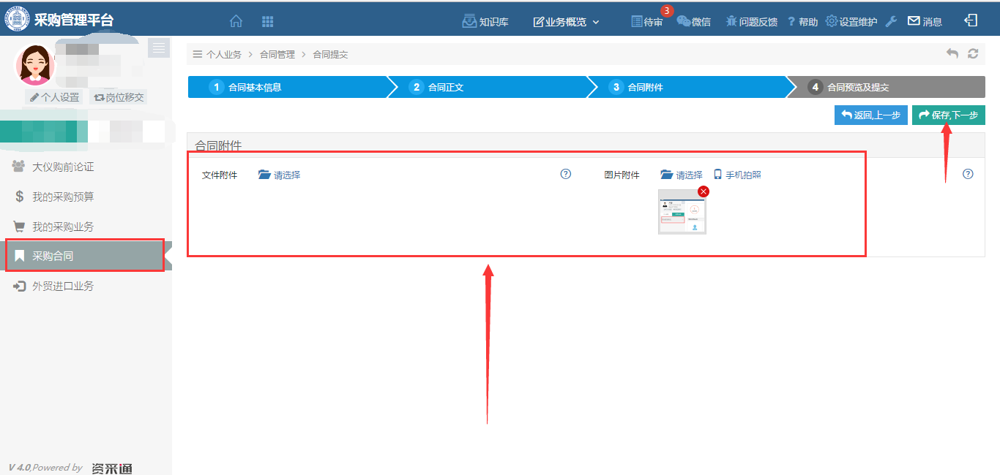 采购管理平台
知识库 业务概览 待审 3 微信 问题反馈 ? 帮助 设置维护 消息
个人设置 岗位移交
大仪购前论证
$ 我的采购预算
我的采购业务
采购合同
外贸进口业务
V 4.0,Powered by 资采通
个人业务 > 合同管理 > 合同提交
1 合同基本信息 2 合同正文 3 合同附件 4 合同预览及提交
返回,上一步 保存,下一步
合同附件
文件附件 请选择 ? 图片附件 请选择 手机拍照 ?